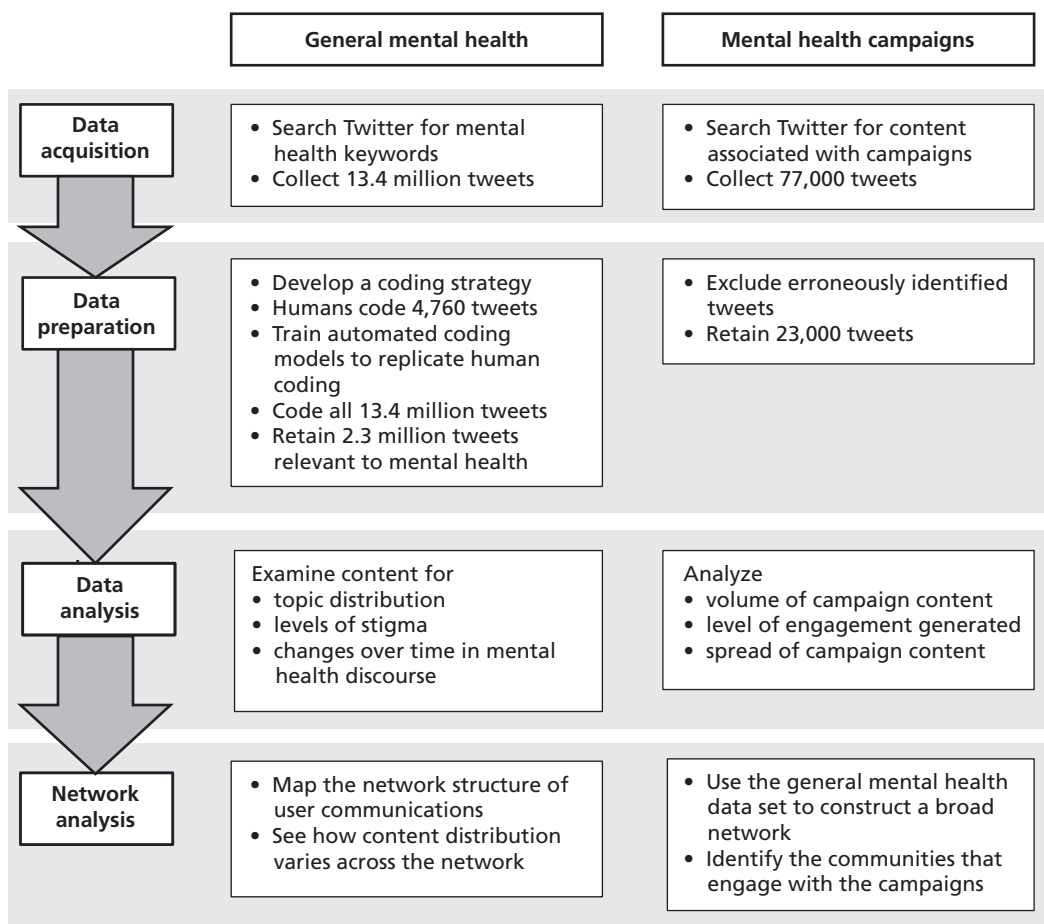 General mental health
Mental health campaigns
Data
acquisition
• Search Twitter for mental
health keywords
• Collect 13.4 million tweets
• Search Twitter for content
associated with campaigns
• Collect 77,000 tweets
Data
preparation
• Develop a coding strategy
• Humans code 4,760 tweets
• Train automated coding
models to replicate human
coding
• Code all 13.4 million tweets
• Retain 2.3 million tweets
relevant to mental health
• Exclude erroneously identified
tweets
• Retain 23,000 tweets
Data
analysis
Examine content for
• topic distribution
• levels of stigma
• changes over time in mental
health discourse
Analyze
• volume of campaign content
• level of engagement generated
• spread of campaign content
Network
analysis
• Map the network structure of
user communications
• See how content distribution
varies across the network
• Use the general mental health
data set to construct a broad
network
• Identify the communities that
engage with the campaigns